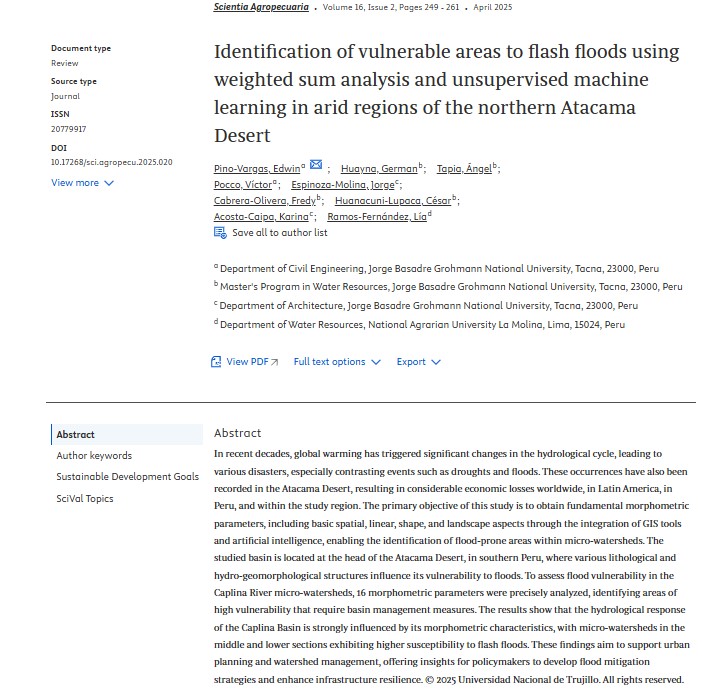 Scientia Agropecuaria • Volume 16, Issue 2, Pages 249 - 261 • April 2025
Document type
Review
Source type
Journal
ISSN
20779917
DOI
10.17268/sci.agropecu.2025.020
View more
Identification of vulnerable areas to flash floods using
weighted sum analysis and unsupervised machine
learning in arid regions of the northern Atacama
Desert
Pino-Vargas, Edwin^a ; Huayna, German^b; Tapia, Ángel^b;
Pocco, Víctor^a; Espinoza-Molina, Jorge^c;
Cabrera-Olivera, Fredy^b; Huanacuni-Lupaca, César^b;
Acosta-Caipa, Karina^c; Ramos-Fernández, Lía^d
Save all to author list
^a Department of Civil Engineering, Jorge Basadre Grohmann National University, Tacna, 23000, Peru
^b Master's Program in Water Resources, Jorge Basadre Grohmann National University, Tacna, 23000, Peru
^c Department of Architecture, Jorge Basadre Grohmann National University, Tacna, 23000, Peru
^d Department of Water Resources, National Agrarian University La Molina, Lima, 15024, Peru
View PDF Full text options Export
Abstract
Author keywords
Sustainable Development Goals
SciVal Topics
Abstract
In recent decades, global warming has triggered significant changes in the hydrological cycle, leading to
various disasters, especially contrasting events such as droughts and floods. These occurrences have also been
recorded in the Atacama Desert, resulting in considerable economic losses worldwide, in Latin America, in
Peru, and within the study region. The primary objective of this study is to obtain fundamental morphometric
parameters, including basic spatial, linear, shape, and landscape aspects through the integration of GIS tools
and artificial intelligence, enabling the identification of flood-prone areas within micro-watersheds. The
studied basin is located at the head of the Atacama Desert, in southern Peru, where various lithological and
hydro-geomorphological structures influence its vulnerability to floods. To assess flood vulnerability in the
Caplina River micro-watersheds, 16 morphometric parameters were precisely analyzed, identifying areas of
high vulnerability that require basin management measures. The results show that the hydrological response
of the Caplina Basin is strongly influenced by its morphometric characteristics, with micro-watersheds in the
middle and lower sections exhibiting higher susceptibility to flash floods. These findings aim to support urban
planning and watershed management, offering insights for policymakers to develop flood mitigation
strategies and enhance infrastructure resilience. © 2025 Universidad Nacional de Trujillo. All rights reserved.